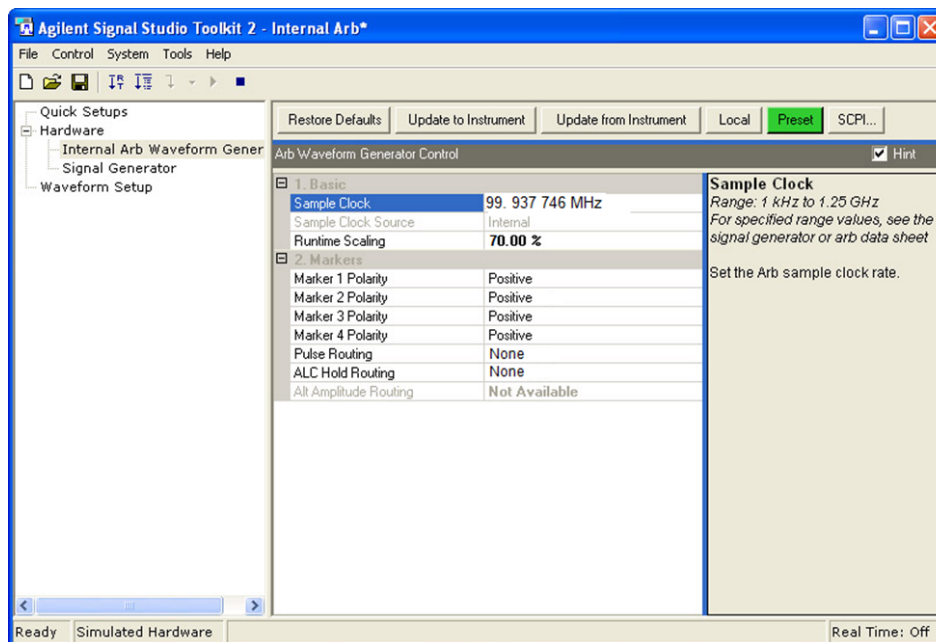 Agilent Signal Studio Toolkit 2 - Internal Arb*
File Control System Tools Help
Quick Setups
Hardware
Internal Arb Waveform Gener
Signal Generator
Waveform Setup
Restore Defaults Update to Instrument Update from Instrument Local Preset SCPI...
Arb Waveform Generator Control Hint
1. Basic
Sample Clock 99. 937 746 MHz
Sample Clock Source Internal
Runtime Scaling 70.00 %
2. Markers
Marker 1 Polarity Positive
Marker 2 Polarity Positive
Marker 3 Polarity Positive
Marker 4 Polarity Positive
Pulse Routing None
ALC Hold Routing None
Alt Amplitude Routing Not Available
Sample Clock
Range: 1 kHz to 1.25 GHz
For specified range values, see the
signal generator or arb data sheet
Set the Arb sample clock rate.
Ready Simulated Hardware Real Time: Off